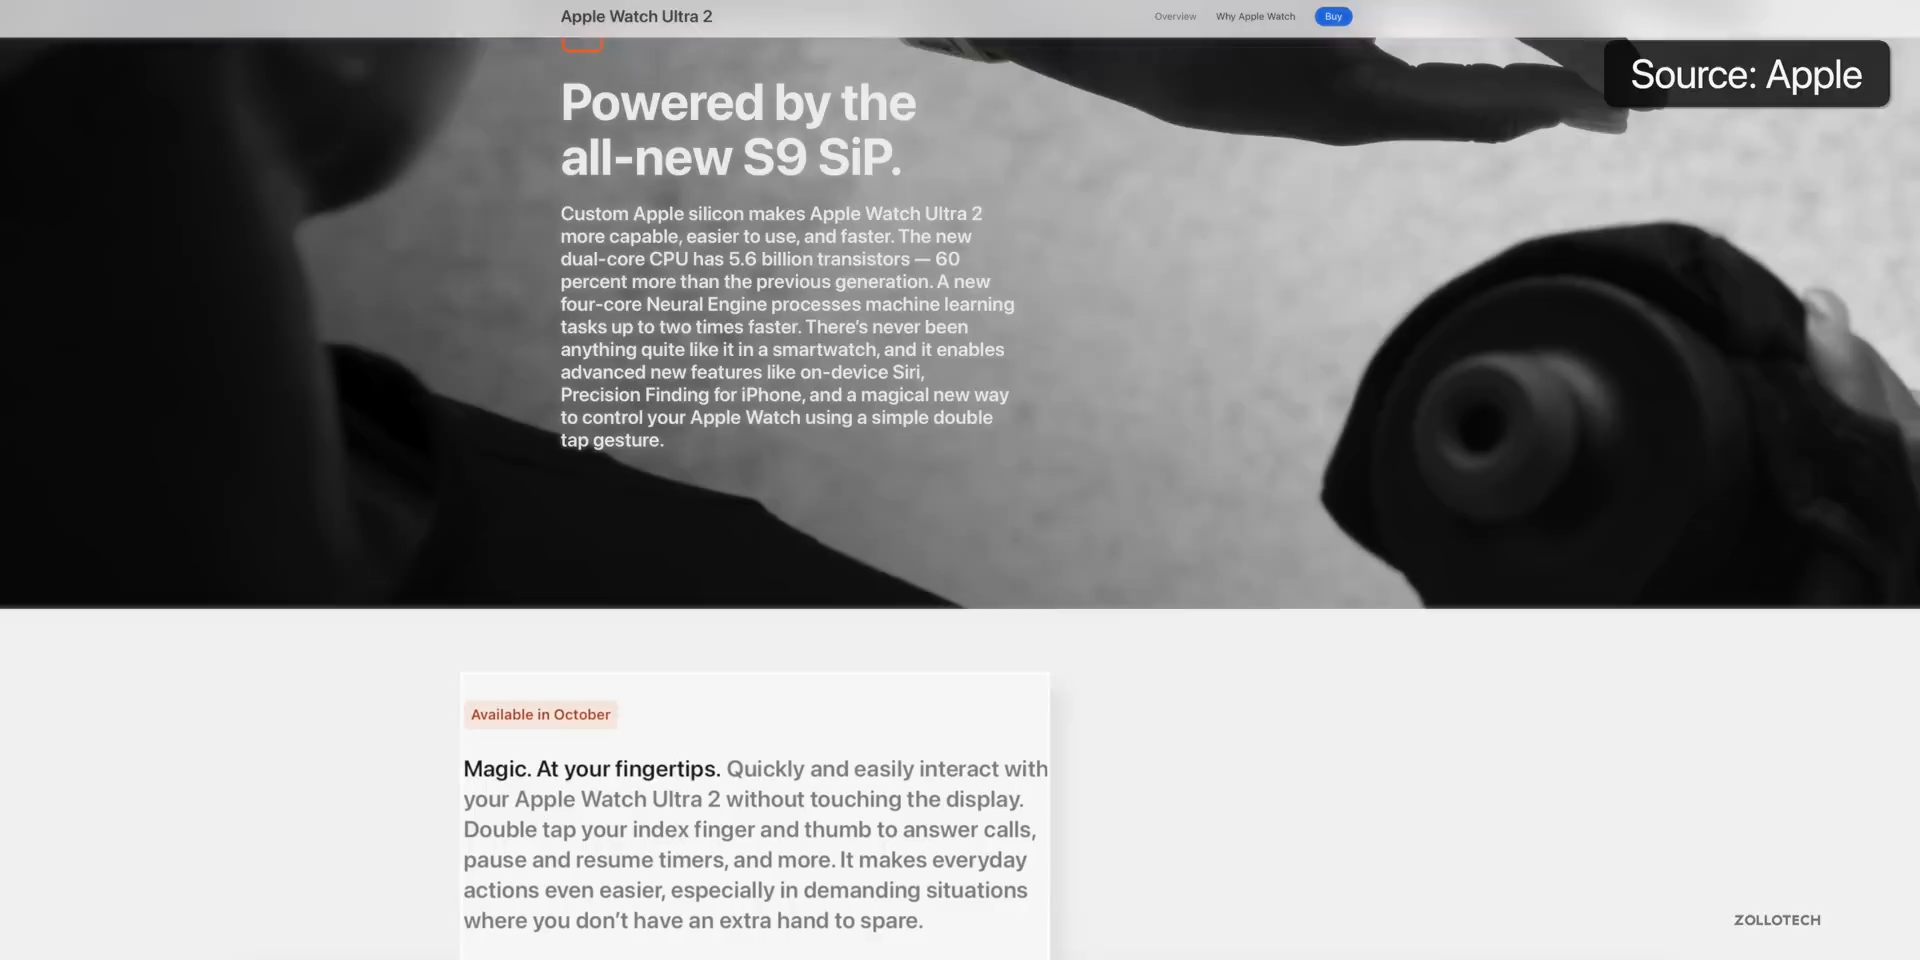 Apple Watch Ultra 2
Overview
Why Apple Watch
Buy
Source: Apple
Powered by the
all-new S9 SiP.
Custom Apple silicon makes Apple Watch Ultra 2
more capable, easier to use, and faster. The new
dual-core CPU has 5.6 billion transistors — 60
percent more than the previous generation. A new
four-core Neural Engine processes machine learning
tasks up to two times faster. There’s never been
anything quite like it in a smartwatch, and it enables
advanced new features like on-device Siri,
Precision Finding for iPhone, and a magical new way
to control your Apple Watch using a simple double
tap gesture.
Available in October
Magic. At your fingertips. Quickly and easily interact with
your Apple Watch Ultra 2 without touching the display.
Double tap your index finger and thumb to answer calls,
pause and resume timers, and more. It makes everyday
actions even easier, especially in demanding situations
where you don’t have an extra hand to spare.
ZOLLOTECH